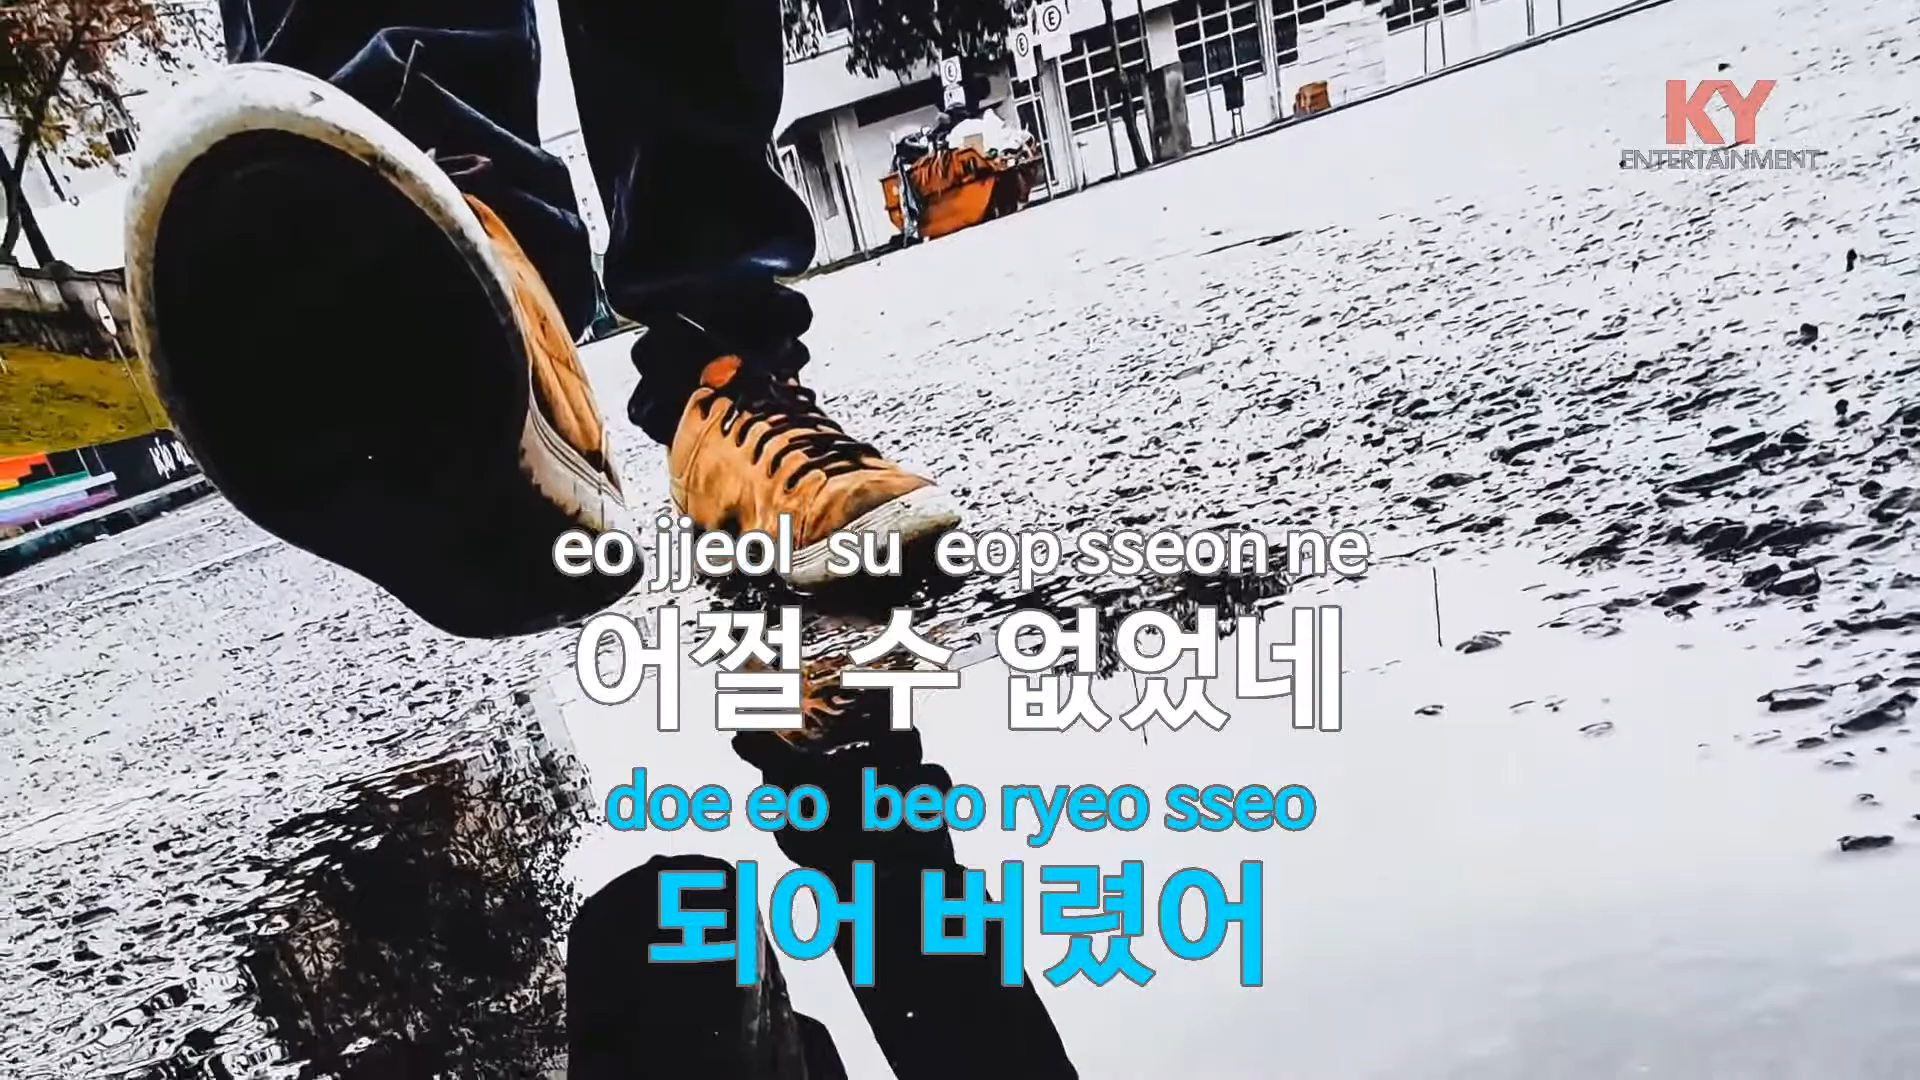 KY
ENTERTAINMENT
eo jjeol su eop sseon ne
어쩔 수 없었네
doe eo beo ryeo sseo
되어 버렸어